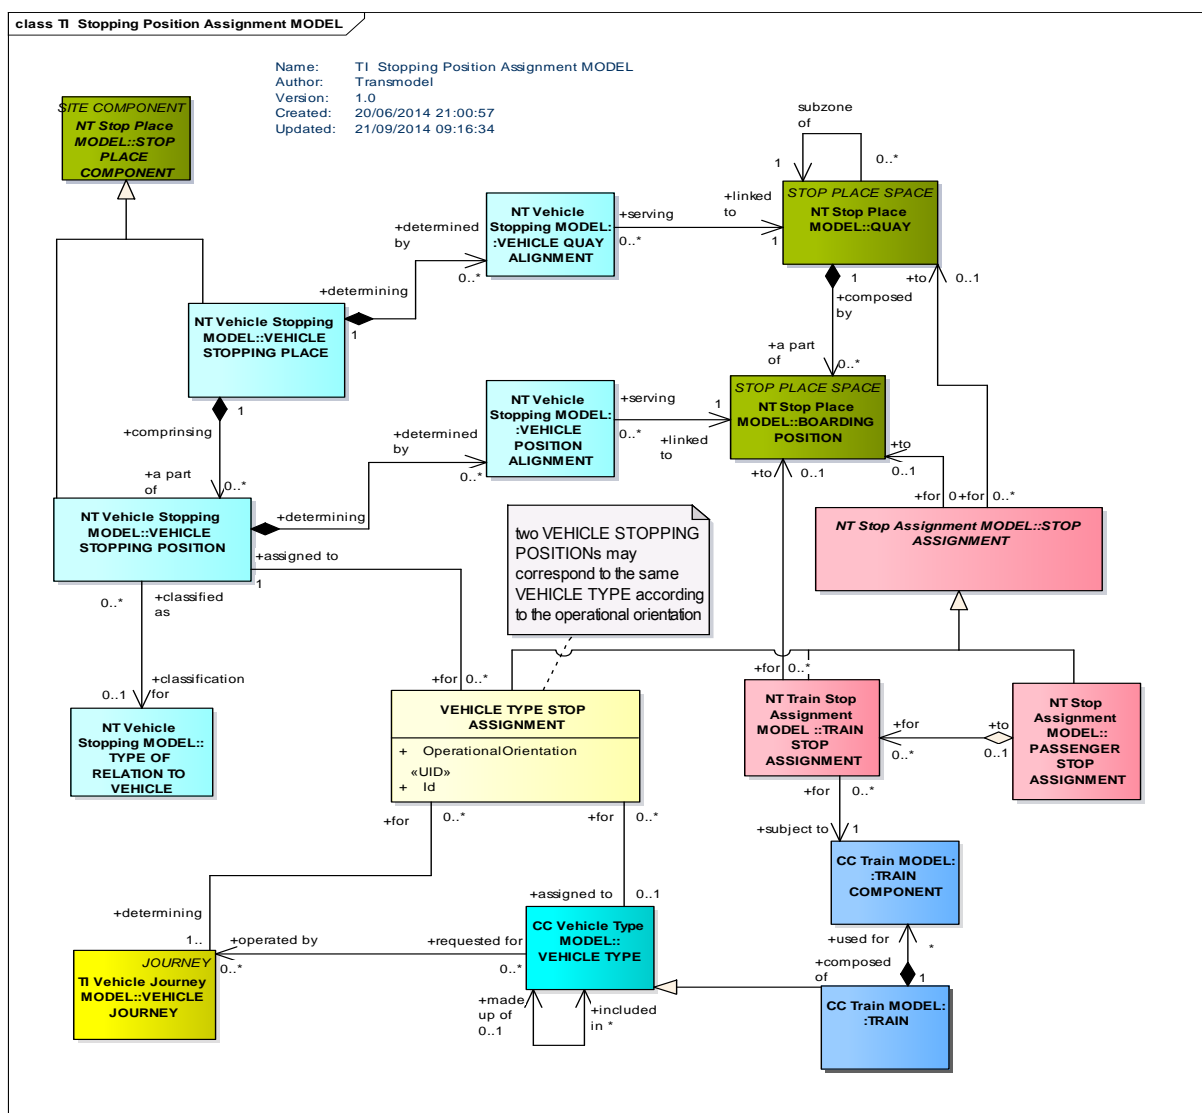 class TI Stopping Position Assignment MODEL
Name: TI Stopping Position Assignment MODEL
Author: Transmodel
Version: 1.0
Created: 20/06/2014 21:00:57
Updated: 21/09/2014 09:16:34
SITE COMPONENT
NT Stop Place
MODEL::STOP
PLACE
COMPONENT
subzone
of
1
0..*
STOP PLACE SPACE
NT Stop Place
MODEL::QUAY
NT Vehicle
Stopping MODEL:
:VEHICLE QUAY
ALIGNMENT
+serving
0..*
+linked
to
1
+determined
by
0..*
+determining
1
NT Vehicle Stopping
MODEL::VEHICLE
STOPPING PLACE
1
+composed
by
+to
0..1
+a part
of
0..*
STOP PLACE SPACE
NT Stop Place
MODEL::BOARDING
POSITION
1
+comprinsing
+a part
of
0..*
NT Vehicle
Stopping MODEL:
:VEHICLE
POSITION
ALIGNMENT
+serving
0..*
1
+linked
to
+determined
by
0..*
+determining
NT Vehicle Stopping
MODEL::VEHICLE
STOPPING POSITION
+to
0..1
+to
0..1
+for
0
+for
0..*
NT Stop Assignment MODEL::STOP
ASSIGNMENT
two VEHICLE STOPPING
POSITIONs may
correspond to the same
VEHICLE TYPE according
to the operational orientation
+assigned to
1
0..*
+classified
as
0..1
+classification
for
NT Vehicle
Stopping MODEL::
TYPE OF
RELATION TO
VEHICLE
+for
0..*
VEHICLE TYPE STOP
ASSIGNMENT
+ OperationalOrientation
«UID»
+ Id
+for
0..*
NT Train Stop
Assignment
MODEL ::TRAIN
STOP
ASSIGNMENT
+for
0..*
+to
0..1
NT Stop
Assignment
MODEL::
PASSENGER
STOP
ASSIGNMENT
+for
0..*
+for
0..*
+for
0..*
+subject to
1
CC Train MODEL:
:TRAIN
COMPONENT
+determining
1..
+assigned to
0..1
+operated by
0..*
+requested for
0..*
CC Vehicle Type
MODEL::
VEHICLE TYPE
+used for
*
+composed
of
1
JOURNEY
TI Vehicle Journey
MODEL::VEHICLE
JOURNEY
+made
up of
0..1
+included
in *
CC Train MODEL:
:TRAIN